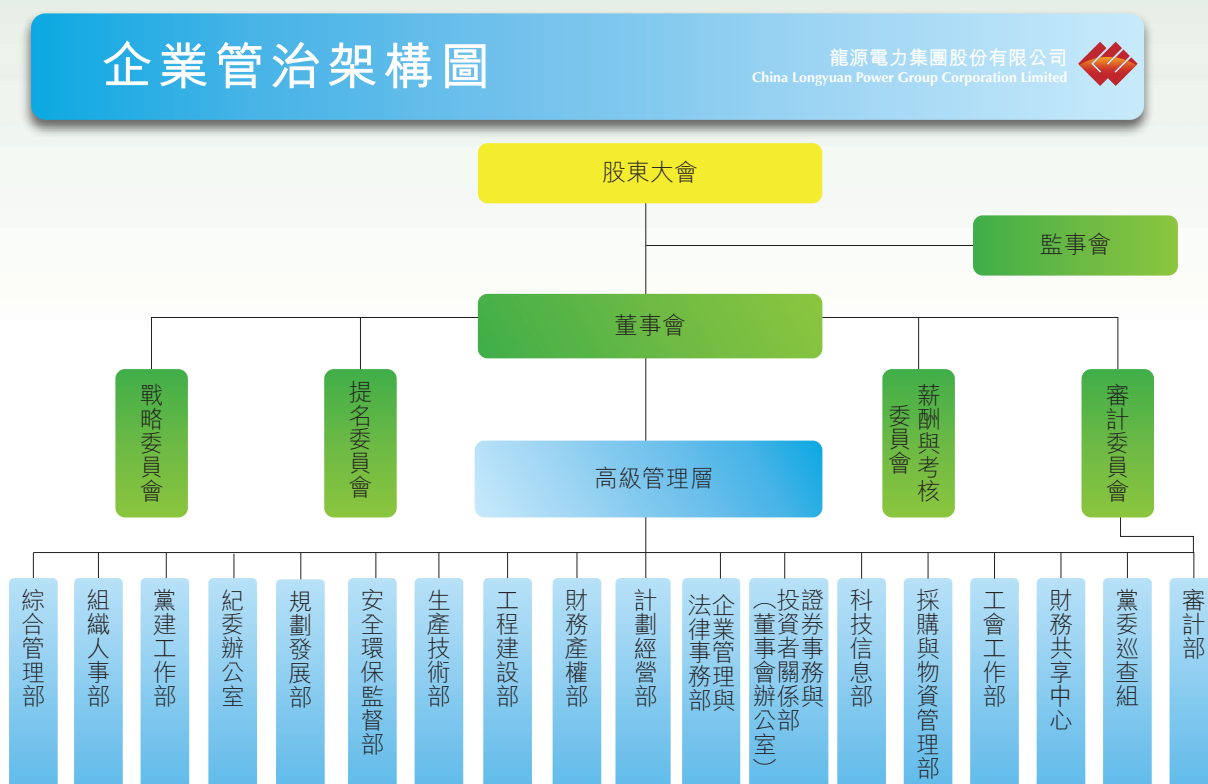 企業管治架構圖
龍源電力集團股份有限公司
China Longyuan Power Group Corporation Limited
股東大會
監事會
董事會
戰略委員會
提名委員會
薪酬與考核
委員會
審計委員會
高級管理層
綜合管理部
組織人事部
黨建工作部
紀委辦公室
規劃發展部
安全環保監督部
生產技術部
工程建設部
財務產權部
計劃經營部
企業管理與
法律事務部
證券事務與
投資者關係部
（董事會辦公室）
科技信息部
採購與物資管理部
工會工作部
財務共享中心
黨委巡查組
審計部